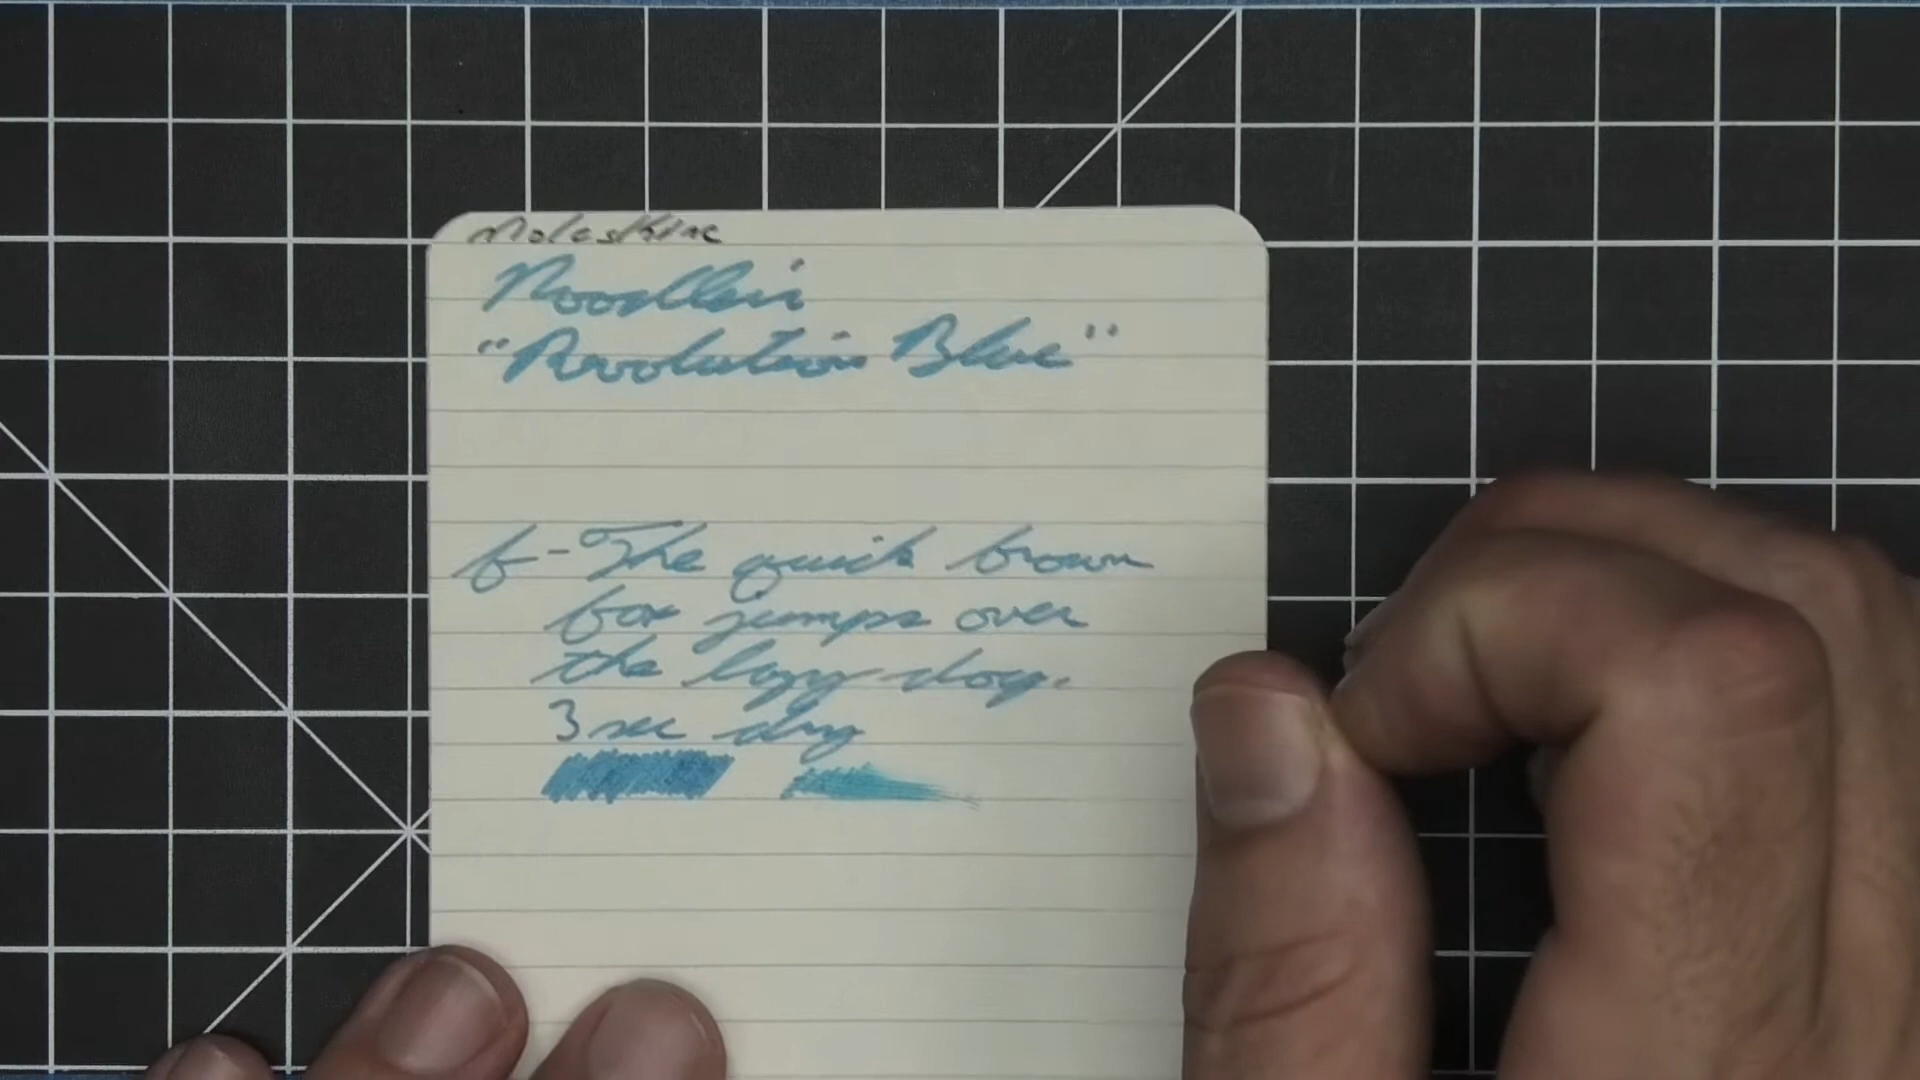 Moleskine
Noodler's
"Revolution Blue"
f - The quick brown
fox jumps over
the lazy dog.
3 sec dry